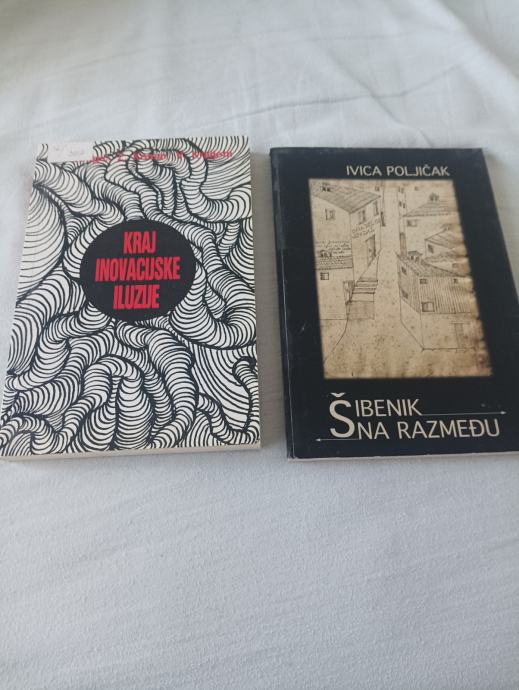 KRAJ
INOVACIJSKE
ILUZIJE
IVICA POLJIČAK
ŠIBENIK
NA RAZMEĐU